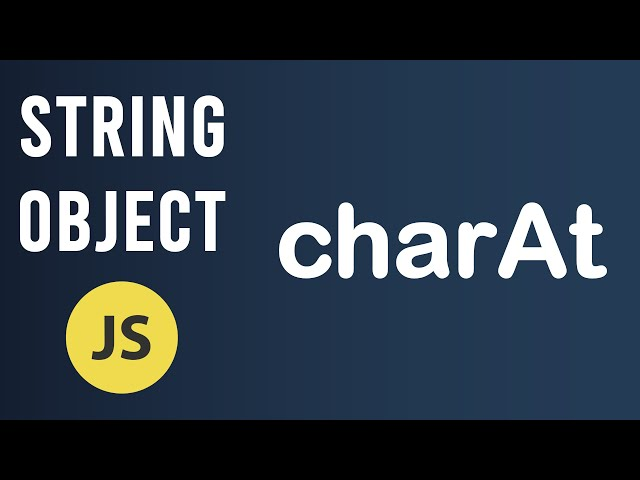 STRING
OBJECT
charAt
JS